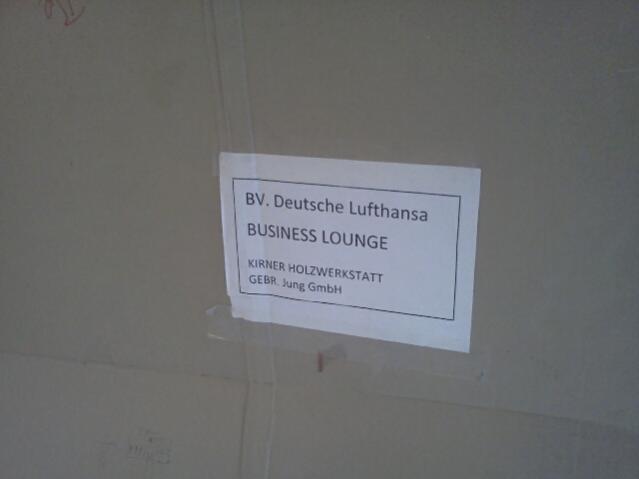 BV. Deutsche Lufthansa
BUSINESS LOUNGE
KIRNER HOLZWERKSTATT
GEBR. Jung GmbH